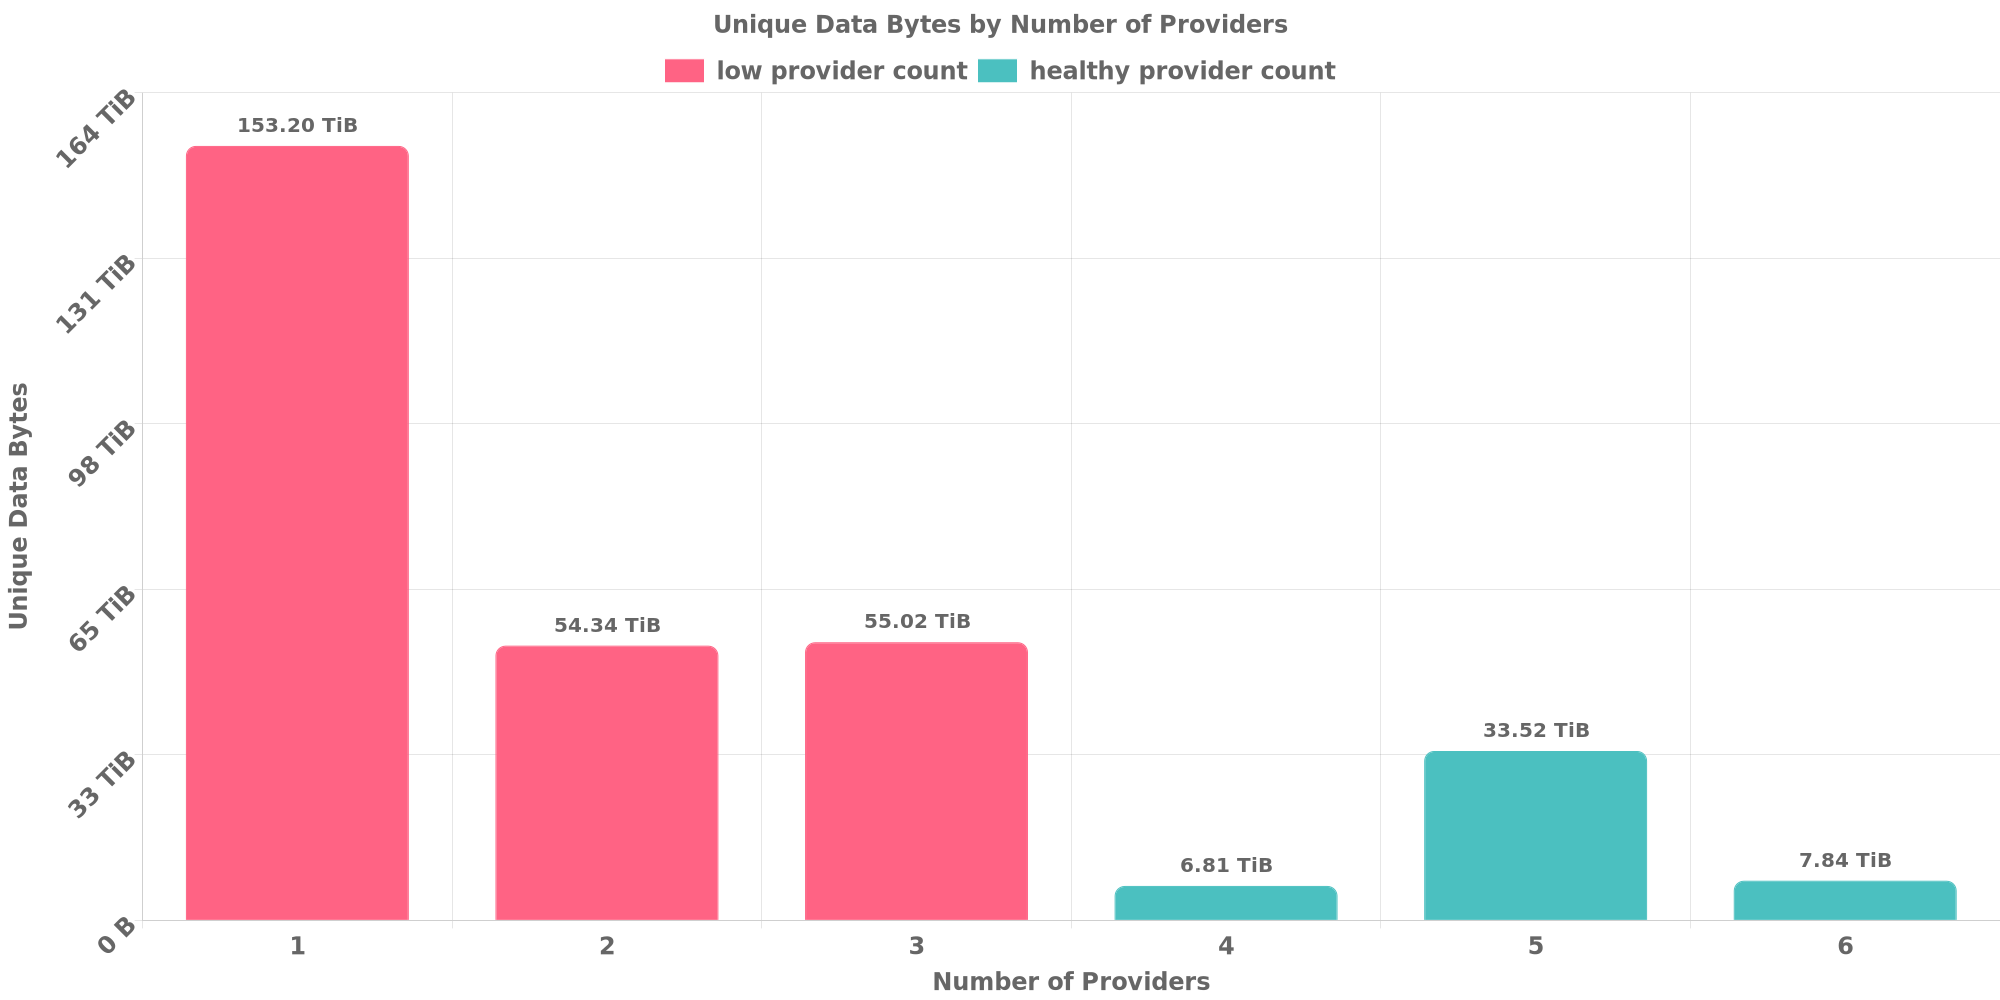 Unique Data Bytes by Number of Providers
low provider count healthy provider count
164 TiB
131 TiB
98 TiB
65 TiB
33 TiB
0 B
Unique Data Bytes
153.20 TiB
54.34 TiB
55.02 TiB
6.81 TiB
33.52 TiB
7.84 TiB
1 2 3 4 5 6
Number of Providers